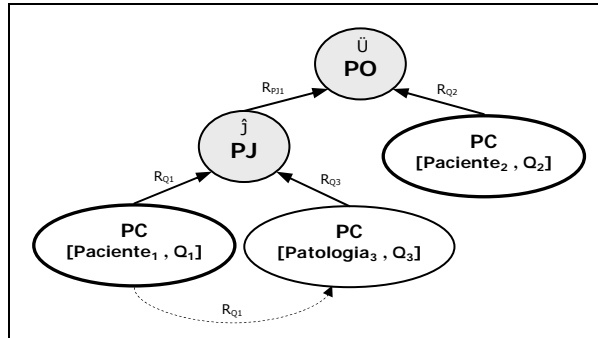 Ü
PO
R_PJ1
R_Q2
ĵ
PJ
PC
[Paciente₂ , Q₂]
R_Q1
R_Q3
PC
[Paciente₁ , Q₁]
PC
[Patologia₃ , Q₃]
R_Q1